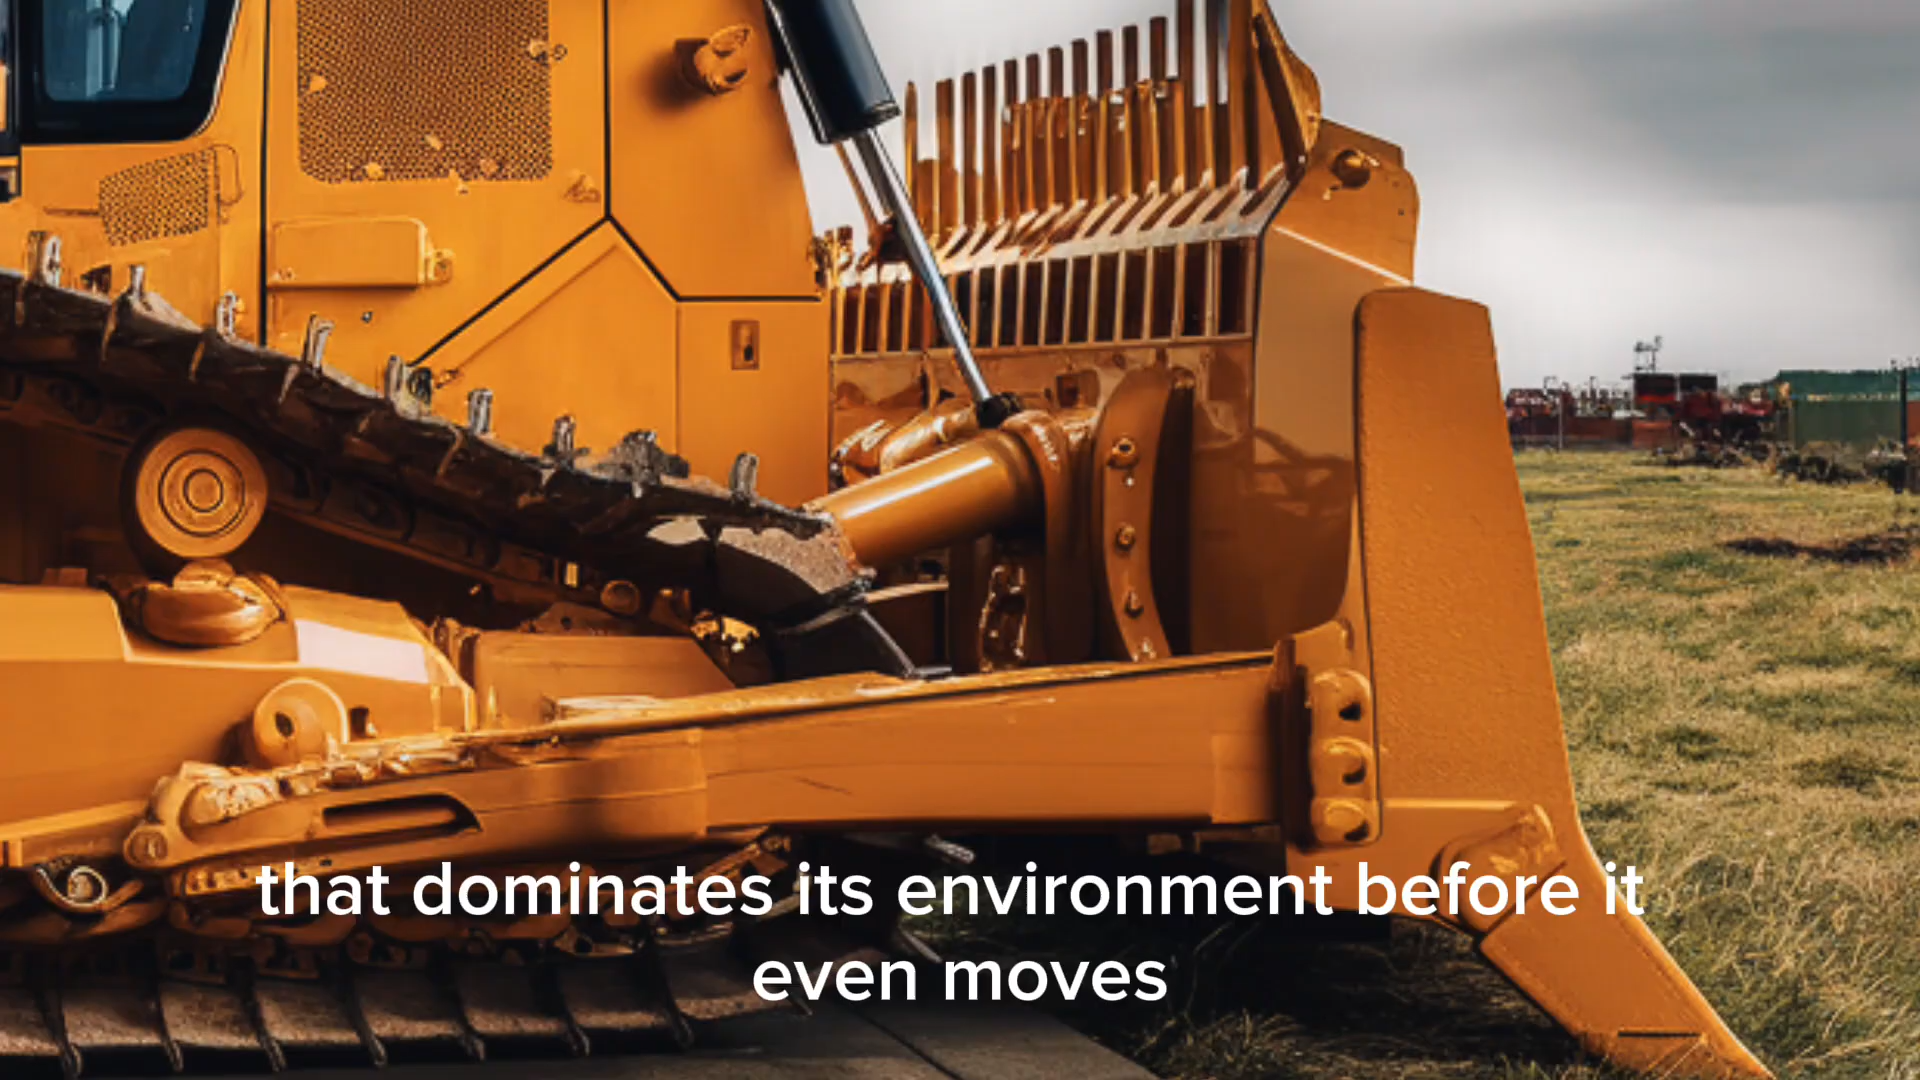 that dominates its environment before it
even moves